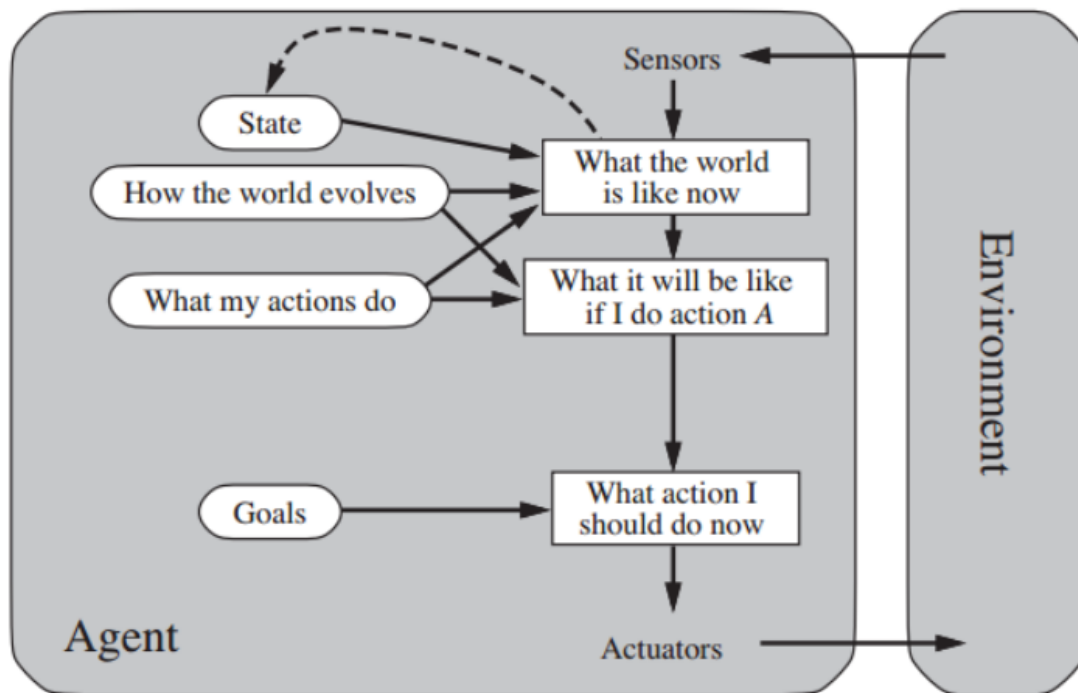 Sensors
State
What the world
is like now
How the world evolves
What it will be like
if I do action A
What my actions do
What action I
should do now
Goals
Agent
Actuators
Environment